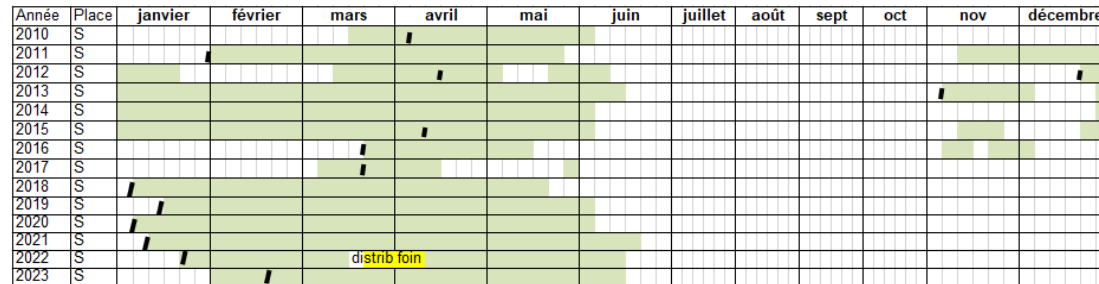 Année Place janvier février mars avril mai juin juillet août sept oct nov décembre
2010 S
2011 S
2012 S
2013 S
2014 S
2015 S
2016 S
2017 S
2018 S
2019 S
2020 S
2021 S
2022 S distrib foin
2023 S